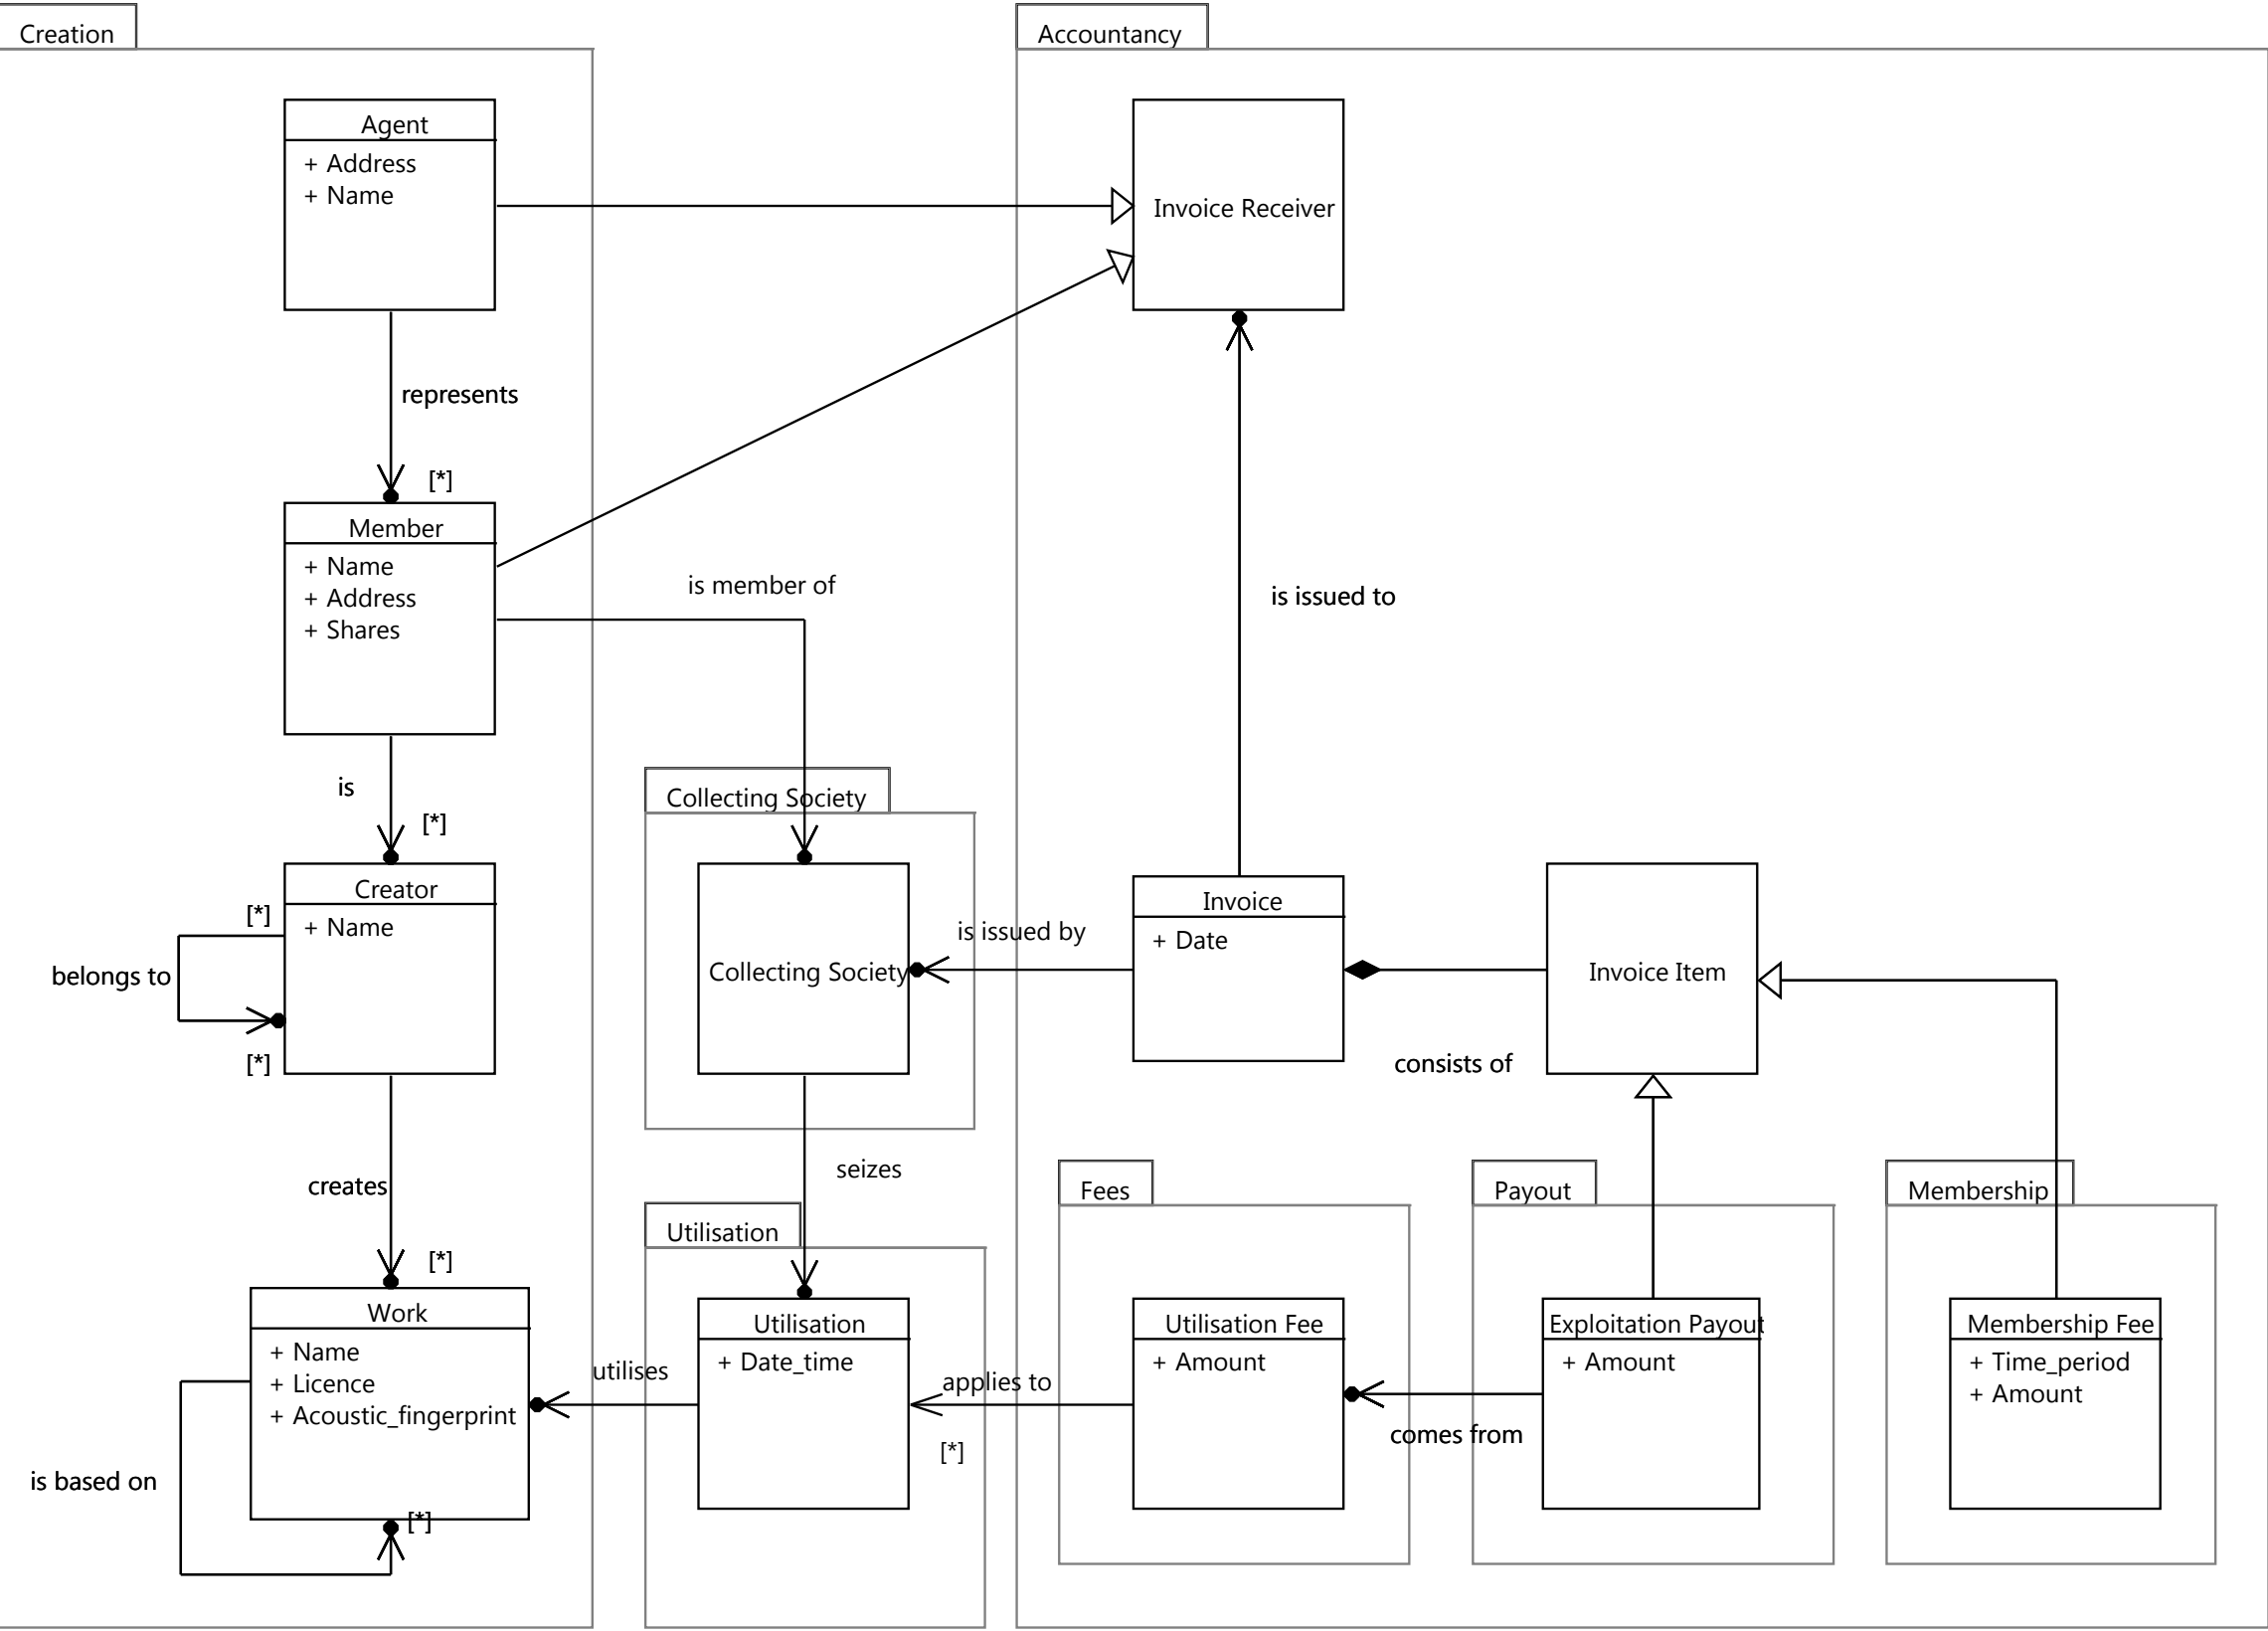 Creation
Accountancy
Agent
+ Address
+ Name
Invoice Receiver
represents
[*]
Member
+ Name
+ Address
+ Shares
is member of
is issued to
is
[*]
Collecting Society
Creator
+ Name
[*]
belongs to
[*]
Collecting Society
is issued by
Invoice
+ Date
Invoice Item
consists of
creates
[*]
seizes
Utilisation
Fees
Payout
Membership
Work
+ Name
+ Licence
+ Acoustic_fingerprint
is based on
[*]
utilises
Utilisation
+ Date_time
applies to
[*]
Utilisation Fee
+ Amount
comes from
Exploitation Payout
+ Amount
Membership Fee
+ Time_period
+ Amount